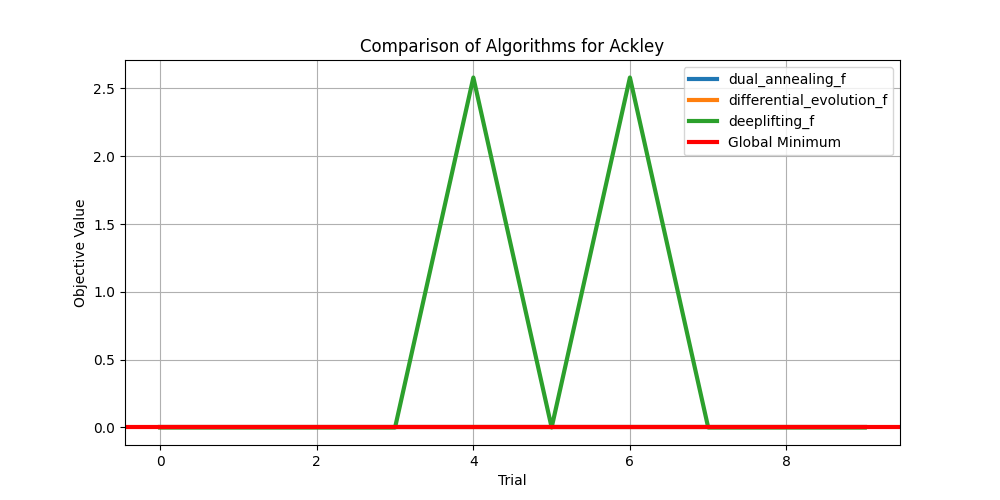 Comparison of Algorithms for Ackley
dual_annealing_f
differential_evolution_f
deeplifting_f
Global Minimum
Objective Value
2.5
2.0
1.5
1.0
0.5
0.0
0 2 4 6 8
Trial